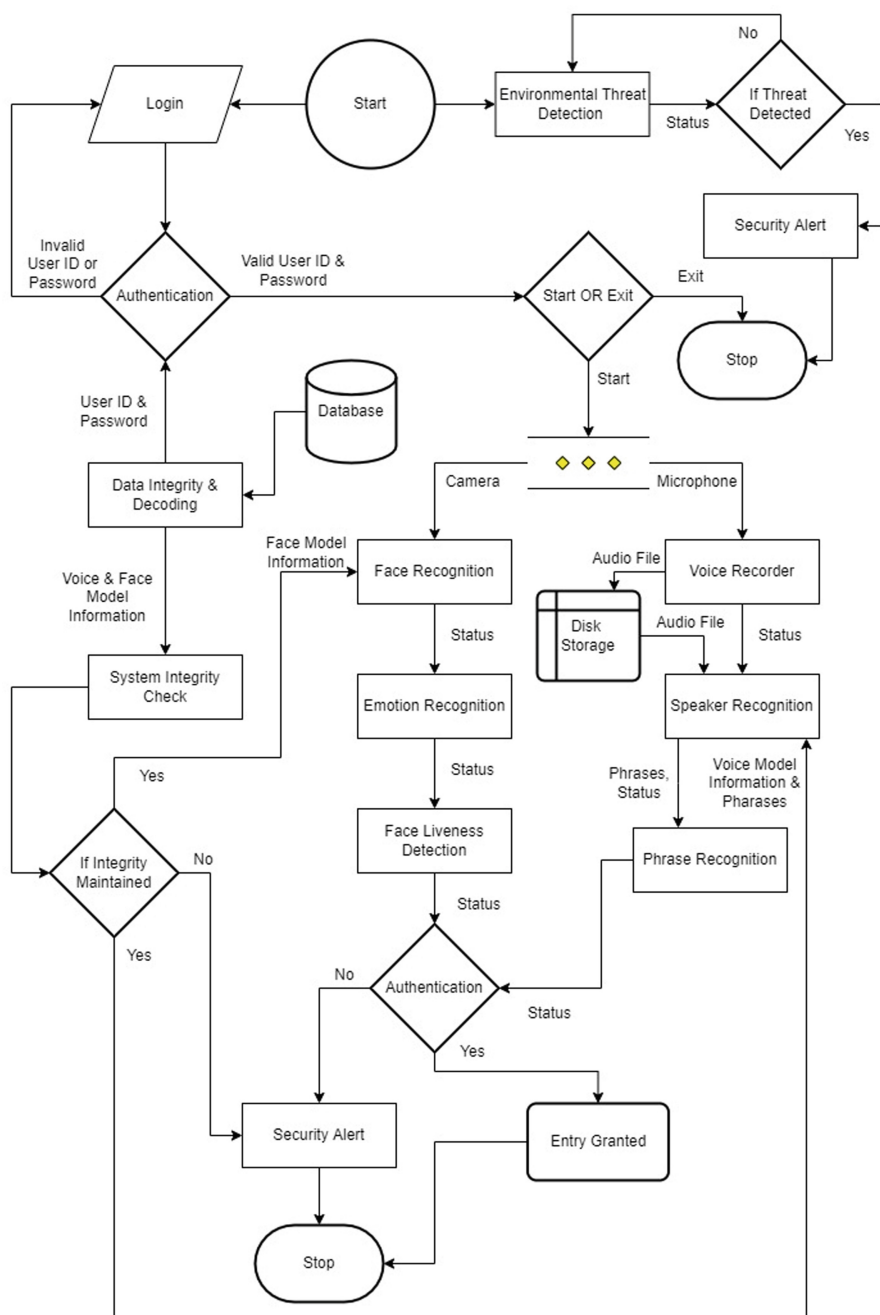 No
Login
Start
Environmental Threat
Detection
Status
If Threat
Detected
Yes
Security Alert
Invalid
User ID or
Password
Authentication
Valid User ID &
Password
Start OR Exit
Exit
Stop
Start
User ID &
Password
Database
Data Integrity &
Decoding
Camera
Microphone
Voice & Face
Model
Information
Face Model
Information
Face Recognition
Audio File
Voice Recorder
Disk
Storage
Audio File
Status
Status
System Integrity
Check
Emotion Recognition
Speaker Recognition
Yes
Status
Phrases,
Status
Voice Model
Information &
Pharases
If Integrity
Maintained
No
Face Liveness
Detection
Phrase Recognition
Status
Yes
No
Authentication
Status
Yes
Security Alert
Entry Granted
Stop